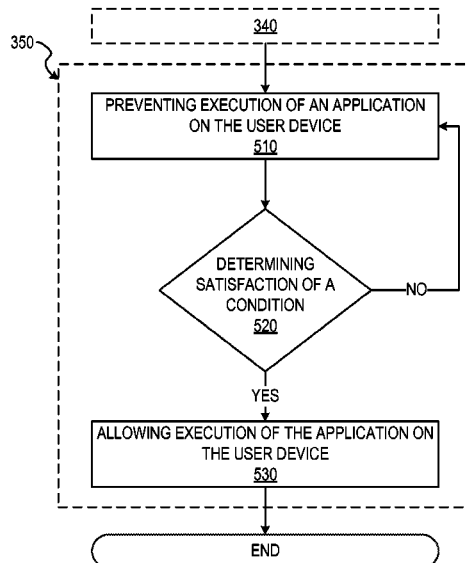 340
350
PREVENTING EXECUTION OF AN APPLICATION
ON THE USER DEVICE
510
DETERMINING
SATISFACTION OF A
CONDITION
520
NO
YES
ALLOWING EXECUTION OF THE APPLICATION ON
THE USER DEVICE
530
END